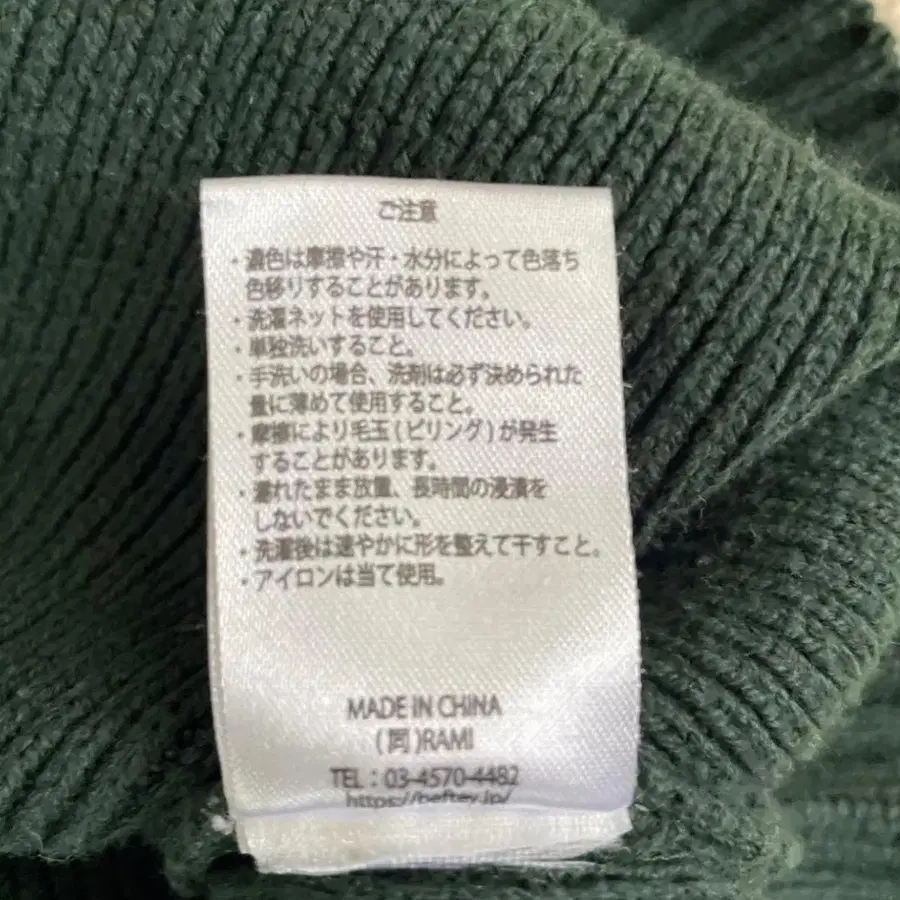 ご注意
・濃色は摩擦や汗・水分によって色落ち
色移りすることがあります。
・洗濯ネットを使用してください。
・単独洗いすること。
・手洗いの場合、洗剤は必ず決められた
量に薄めて使用すること。
・摩擦により毛玉(ピリング)が発生
することがあります。
・濡れたまま放量、長時間の浸漬を
しないでください。
・洗濯後は速やかに形を整えて干すこと。
・アイロンは当て使用。
MADE IN CHINA
(同)RAMI
TEL：03-4570-4482
https://beftey.jp/